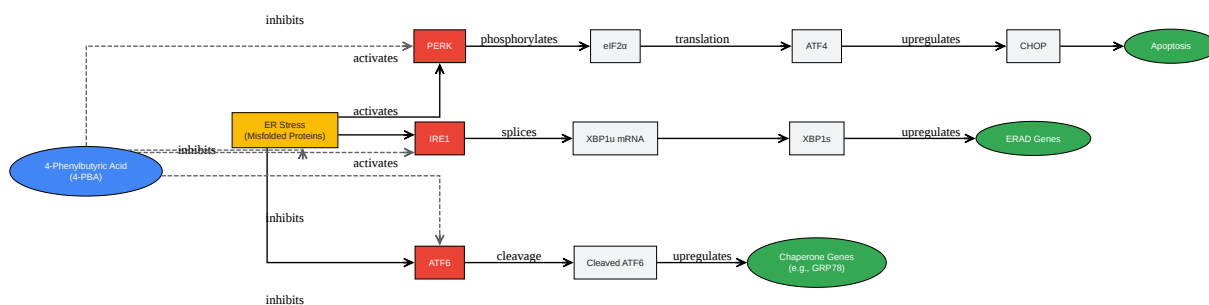 inhibits
PERK
phosphorylates
eIF2α
translation
ATF4
upregulates
CHOP
Apoptosis
activates
ER Stress
(Misfolded Proteins)
activates
IRE1
splices
XBP1u mRNA
XBP1s
upregulates
ERAD Genes
inhibits
activates
4-Phenylbutyric Acid
(4-PBA)
inhibits
ATF6
cleavage
Cleaved ATF6
upregulates
Chaperone Genes
(e.g., GRP78)
inhibits